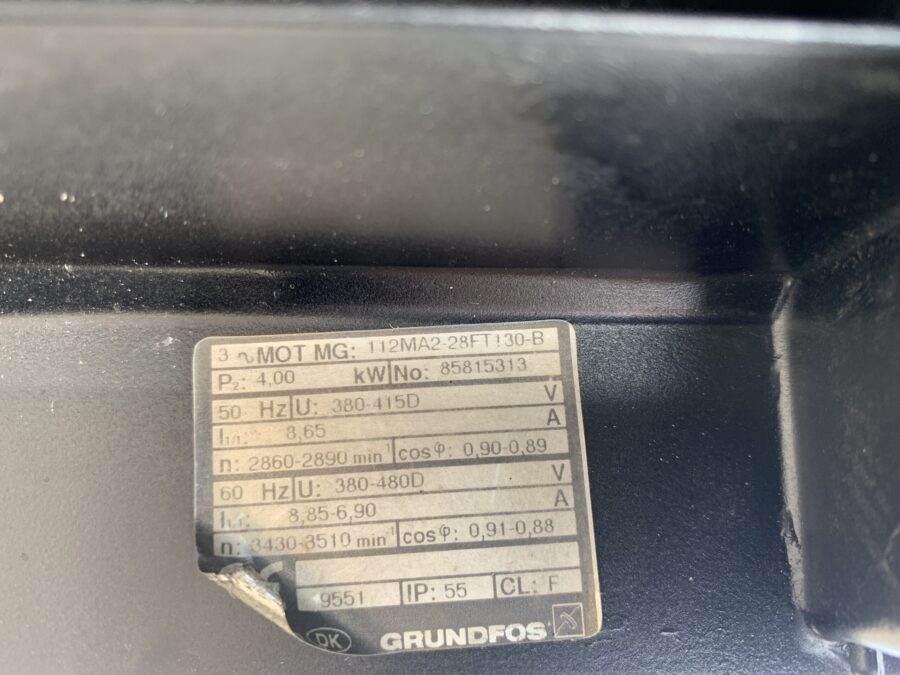 3 ~ MOT MG: 112MA2-28FT130-B
P2: 4,00 kW No: 85815313
50 Hz U: 380-415D V
I1/1: 8,65 A
n: 2860-2890 min-1 cosφ: 0,90-0,89
60 Hz U: 380-480D V
I1/1: 8,85-6,90 A
n: 3430-3510 min-1 cosφ: 0,91-0,88
9551 IP: 55 CL: F
DK GRUNDFOS